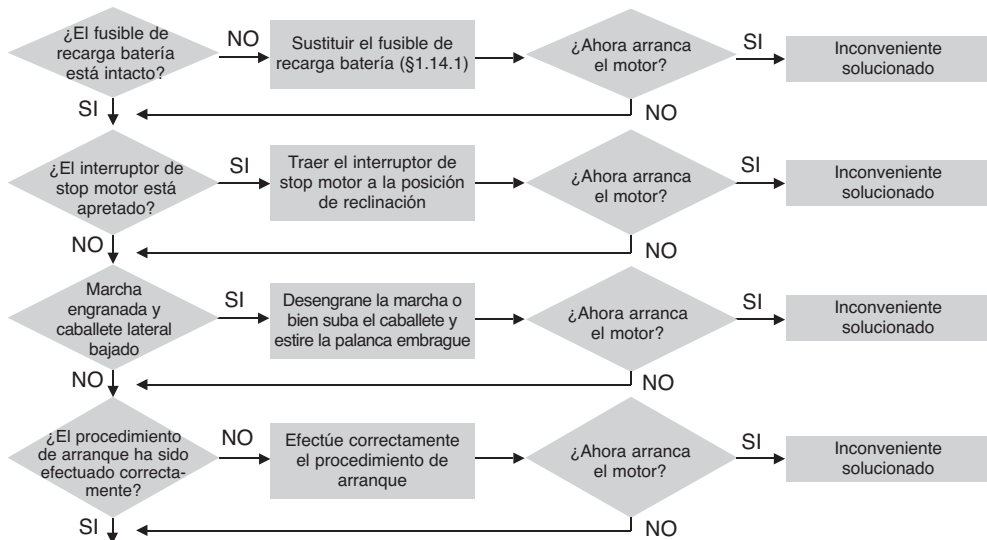 ¿El fusible de
recarga batería
está intacto?
NO
Sustituir el fusible de
recarga batería (§1.14.1)
¿Ahora arranca
el motor?
SI
Inconveniente
solucionado
SI
NO
¿El interruptor de
stop motor está
apretado?
SI
Traer el interruptor de
stop motor a la posición
de reclinación
¿Ahora arranca
el motor?
SI
Inconveniente
solucionado
NO
NO
Marcha
engranada y
caballete lateral
bajado
SI
Desengrane la marcha o
bien suba el caballete y
estire la palanca embrague
¿Ahora arranca
el motor?
SI
Inconveniente
solucionado
NO
NO
¿El procedimiento
de arranque ha sido
efectuado correcta-
mente?
NO
Efectúe correctamente
el procedimiento de
arranque
¿Ahora arranca
el motor?
SI
Inconveniente
solucionado
SI
NO